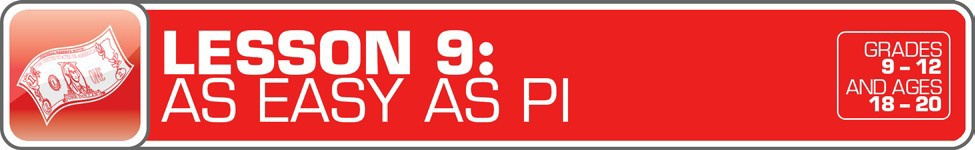 LESSON 9:
AS EASY AS PI
GRADES
9 – 12
AND AGES
18 – 20